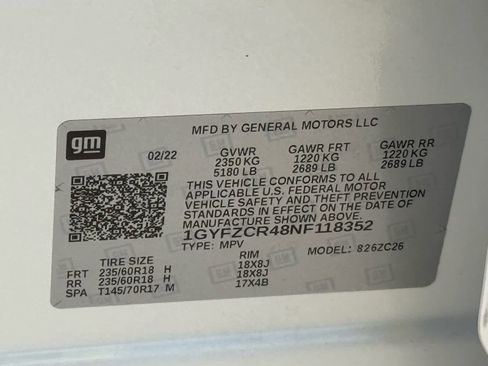 gm
MFD BY GENERAL MOTORS LLC
02/22 GVWR GAWR FRT GAWR RR
2350 KG 1220 KG 1220 KG
5180 LB 2689 LB 2689 LB
THIS VEHICLE CONFORMS TO ALL
APPLICABLE U.S. FEDERAL MOTOR
VEHICLE SAFETY AND THEFT PREVENTION
STANDARDS IN EFFECT ON THE DATE OF
MANUFACTURE SHOWN ABOVE.
1GYFZCR48NF118352
TYPE: MPV MODEL: 826ZC26
TIRE SIZE RIM
FRT 235/60R18 H 18X8J
RR 235/60R18 H 18X8J
SPA T145/70R17 M 17X4B